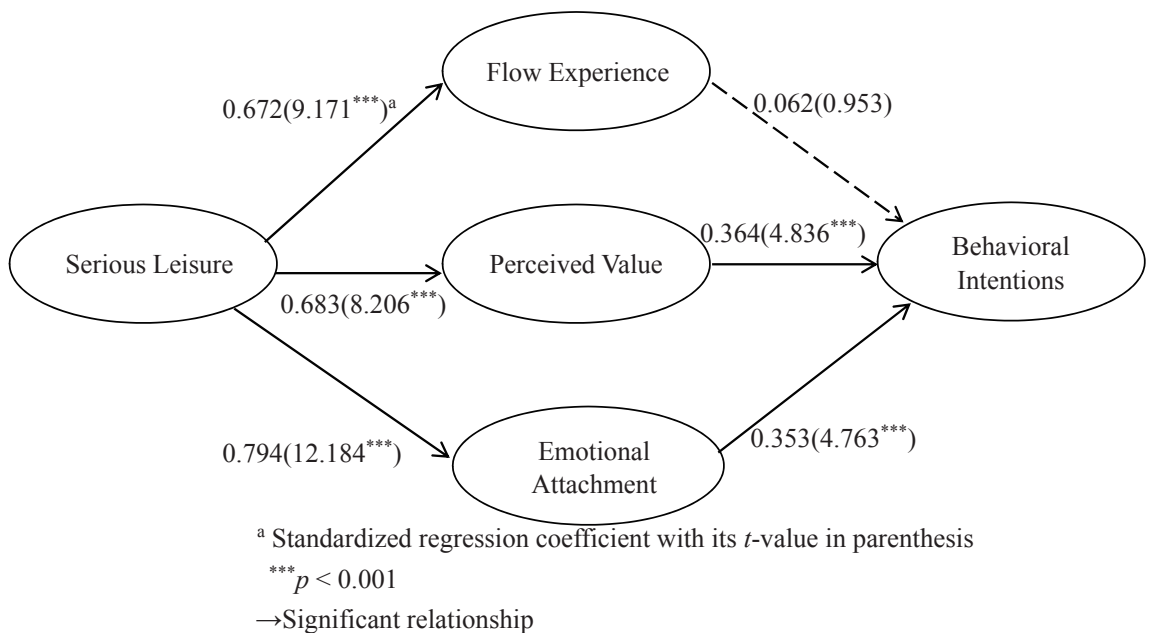 Flow Experience
0.672(9.171***)ᵃ
0.062(0.953)
Serious Leisure
Perceived Value
0.683(8.206***)
0.364(4.836***)
Behavioral
Intentions
0.794(12.184***)
Emotional
Attachment
0.353(4.763***)
ᵃ Standardized regression coefficient with its t-value in parenthesis
***p < 0.001
→Significant relationship